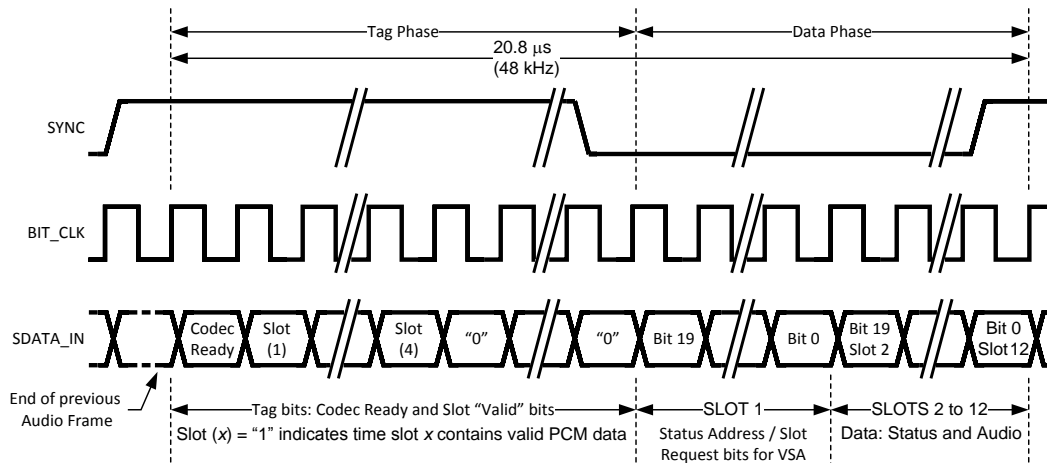 Tag Phase
Data Phase
20.8 μs
(48 kHz)
SYNC
BIT_CLK
SDATA_IN
Codec
Ready
Slot
(1)
Slot
(4)
“0”
“0”
Bit 19
Bit 0
Bit 19
Slot 2
Bit 0
Slot12
End of previous
Audio Frame
Tag bits: Codec Ready and Slot “Valid” bits
Slot (x) = “1” indicates time slot x contains valid PCM data
SLOT 1
Status Address / Slot
Request bits for VSA
SLOTS 2 to 12
Data: Status and Audio